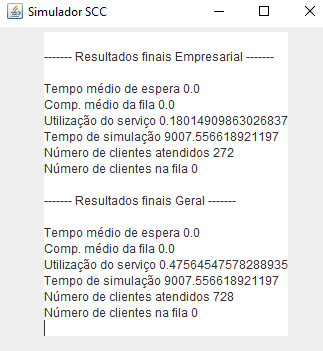 Simulador SCC
------- Resultados finais Empresarial -------
Tempo médio de espera 0.0
Comp. médio da fila 0.0
Utilização do serviço 0.18014909863026837
Tempo de simulação 9007.556618921197
Número de clientes atendidos 272
Número de clientes na fila 0
------- Resultados finais Geral -------
Tempo médio de espera 0.0
Comp. médio da fila 0.0
Utilização do serviço 0.47564547578288935
Tempo de simulação 9007.556618921197
Número de clientes atendidos 728
Número de clientes na fila 0